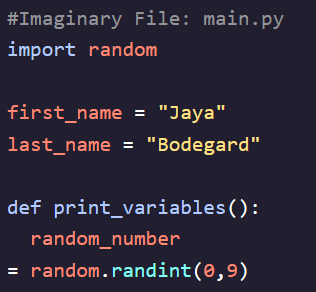 #Imaginary File: main.py
import random
first_name = "Jaya"
last_name = "Bodegard"
def print_variables():
random_number
= random.randint(0,9)